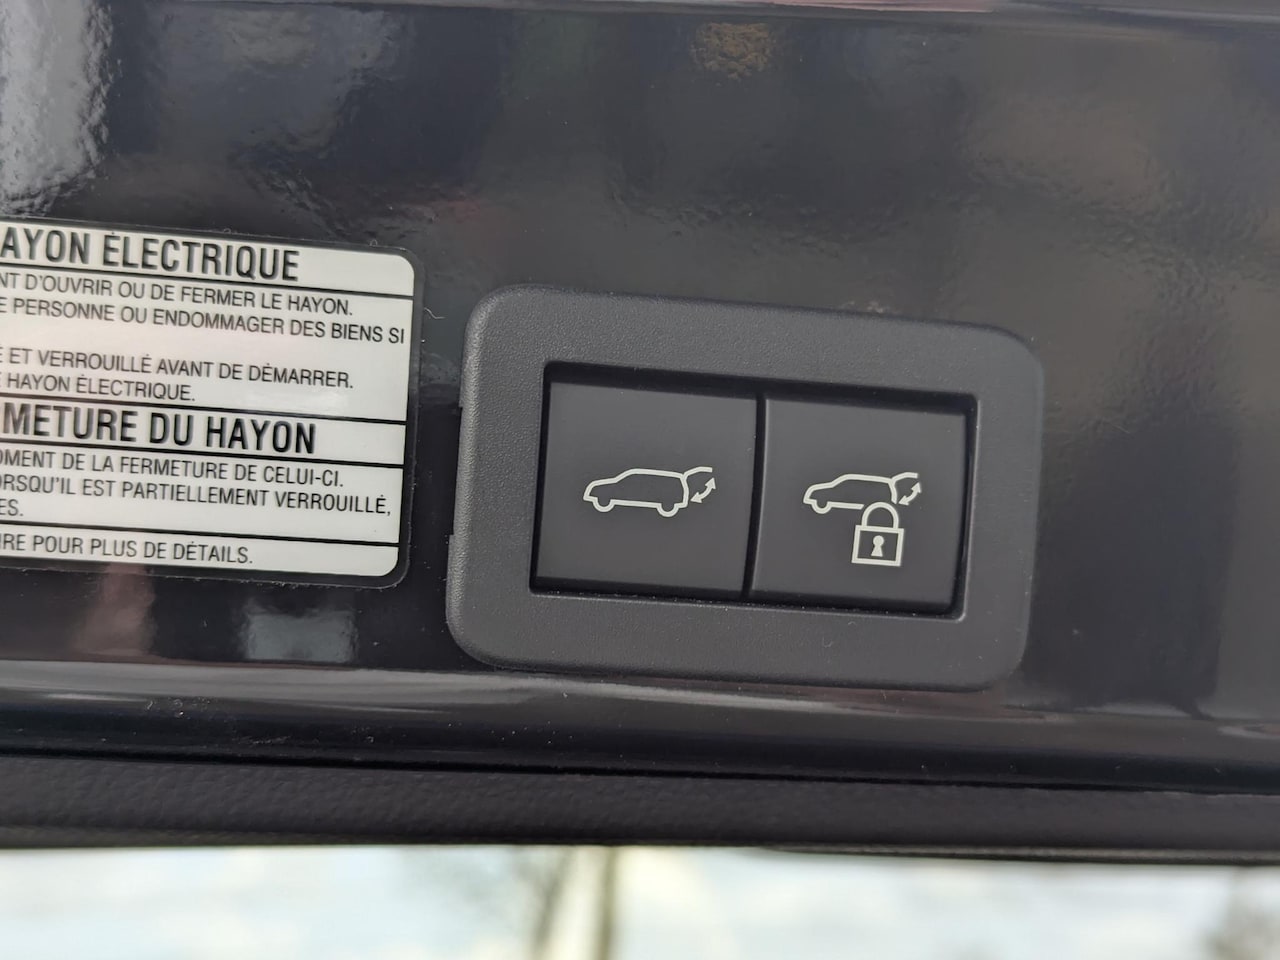 AYON ÉLECTRIQUE
NT D'OUVRIR OU DE FERMER LE HAYON.
E PERSONNE OU ENDOMMAGER DES BIENS SI
É ET VERROUILLÉ AVANT DE DÉMARRER.
E HAYON ÉLECTRIQUE.
METURE DU HAYON
OMENT DE LA FERMETURE DE CELUI-CI.
ORSQU'IL EST PARTIELLEMENT VERROUILLÉ,
ES.
IRE POUR PLUS DE DÉTAILS.